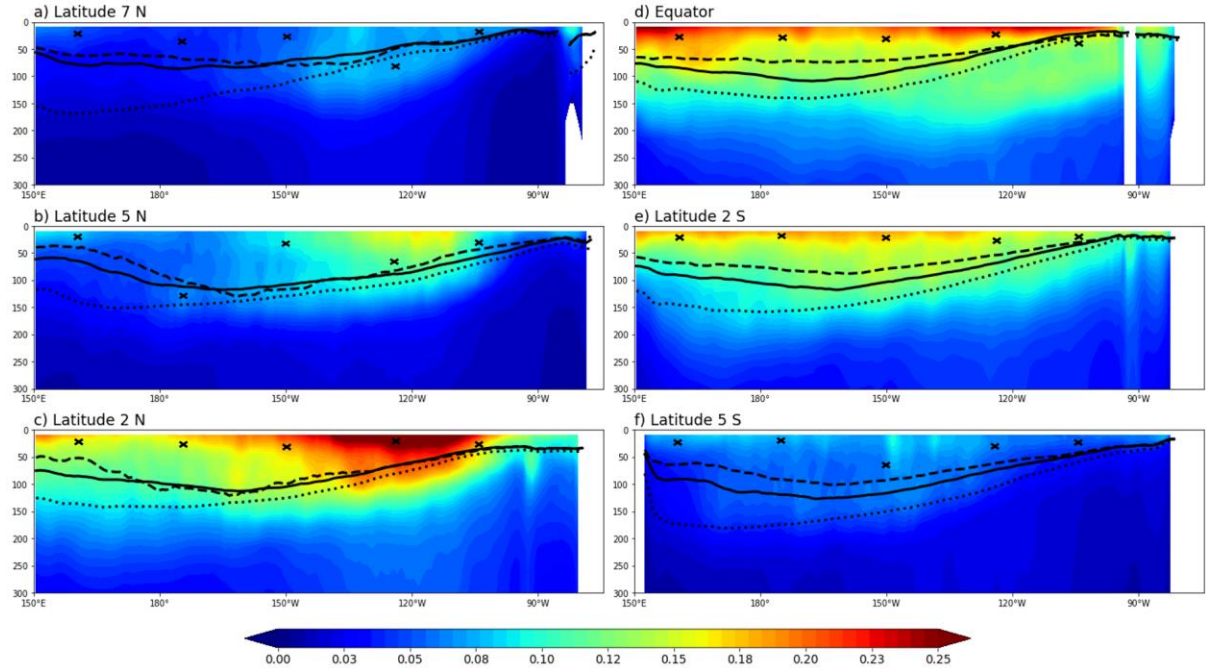 a) Latitude 7 N
0
50
100
150
200
250
300
150°E
180°
150°W
120°W
90°W
b) Latitude 5 N
0
50
100
150
200
250
300
150°E
180°
150°W
120°W
90°W
c) Latitude 2 N
0
50
100
150
200
250
300
150°E
180°
150°W
120°W
90°W
d) Equator
0
50
100
150
200
250
300
150°E
180°
150°W
120°W
90°W
e) Latitude 2 S
0
50
100
150
200
250
300
150°E
180°
150°W
120°W
90°W
f) Latitude 5 S
0
50
100
150
200
250
300
150°E
180°
150°W
120°W
90°W
0.00 0.03 0.05 0.08 0.10 0.12 0.15 0.18 0.20 0.23 0.25